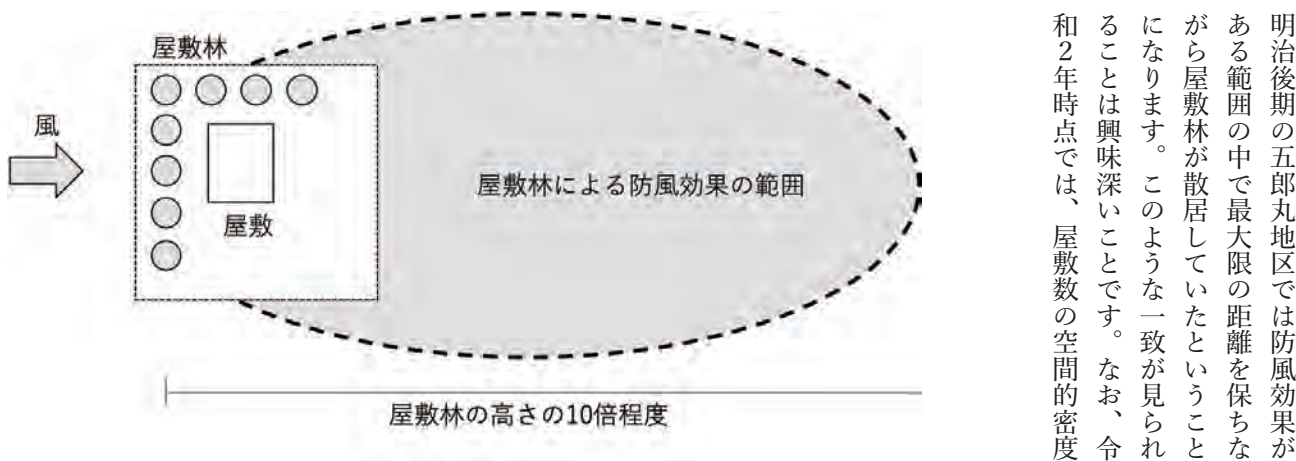 屋敷林
風
屋敷林による防風効果の範囲
屋敷
屋敷林の高さの10倍程度
明治後期の五郎丸地区では防風効果が
ある範囲の中で最大限の距離を保ちな
がら屋敷林が散居していたということ
になります。このような一致が見られ
ることは興味深いことです。なお、令
和2年時点では、屋敷数の空間的密度